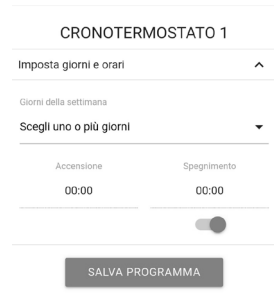 CRONOTERMOSTATO 1
Imposta giorni e orari
Giorni della settimana
Scegli uno o più giorni
Accensione Spegnimento
00:00 00:00
SALVA PROGRAMMA